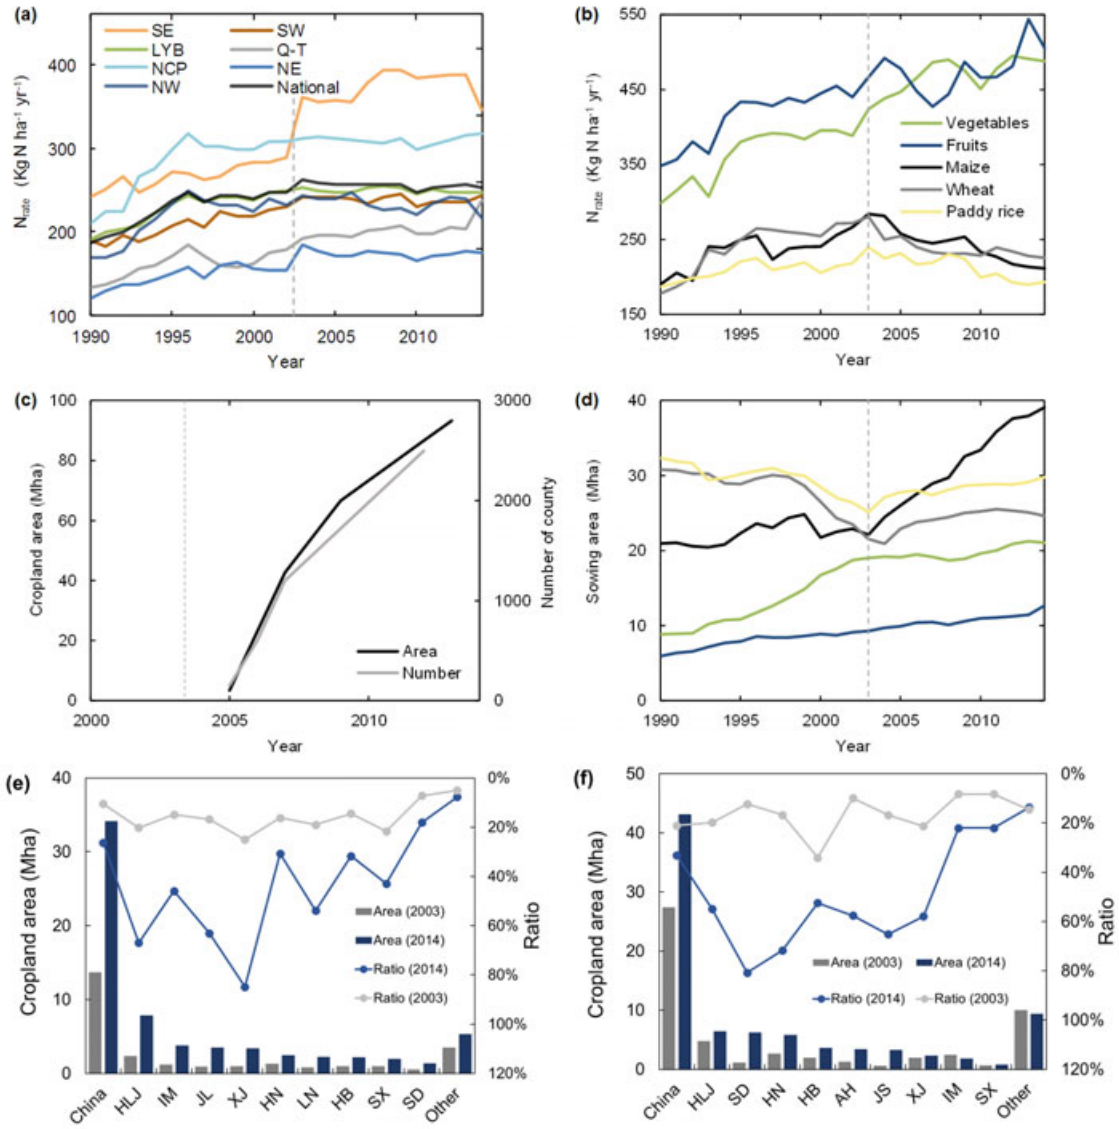 (a)
SE
SW
LYB
Q-T
NCP
NE
NW
National
400
300
200
100
Nrate (Kg N ha⁻¹ yr⁻¹)
1990 1995 2000 2005 2010
Year
(b)
550
450
350
250
150
Nrate (Kg N ha⁻¹ yr⁻¹)
Vegetables
Fruits
Maize
Wheat
Paddy rice
1990 1995 2000 2005 2010
Year
(c)
100
80
60
40
20
0
Cropland area (Mha)
3000
2000
1000
0
Number of county
Area
Number
2000 2005 2010
Year
(d)
40
30
20
10
0
Sowing area (Mha)
1990 1995 2000 2005 2010
Year
(e)
40
30
20
10
0
Cropland area (Mha)
0%
20%
40%
60%
80%
100%
120%
Ratio
Area (2003)
Area (2014)
Ratio (2014)
Ratio (2003)
China HLJ IM JL XJ HN LN HB SX SD Other
(f)
50
40
30
20
10
0
Cropland area (Mha)
0%
20%
40%
60%
80%
100%
120%
Ratio
Area (2003) Area (2014)
Ratio (2014) Ratio (2003)
China HLJ SD HN HB AH JS XJ IM SX Other